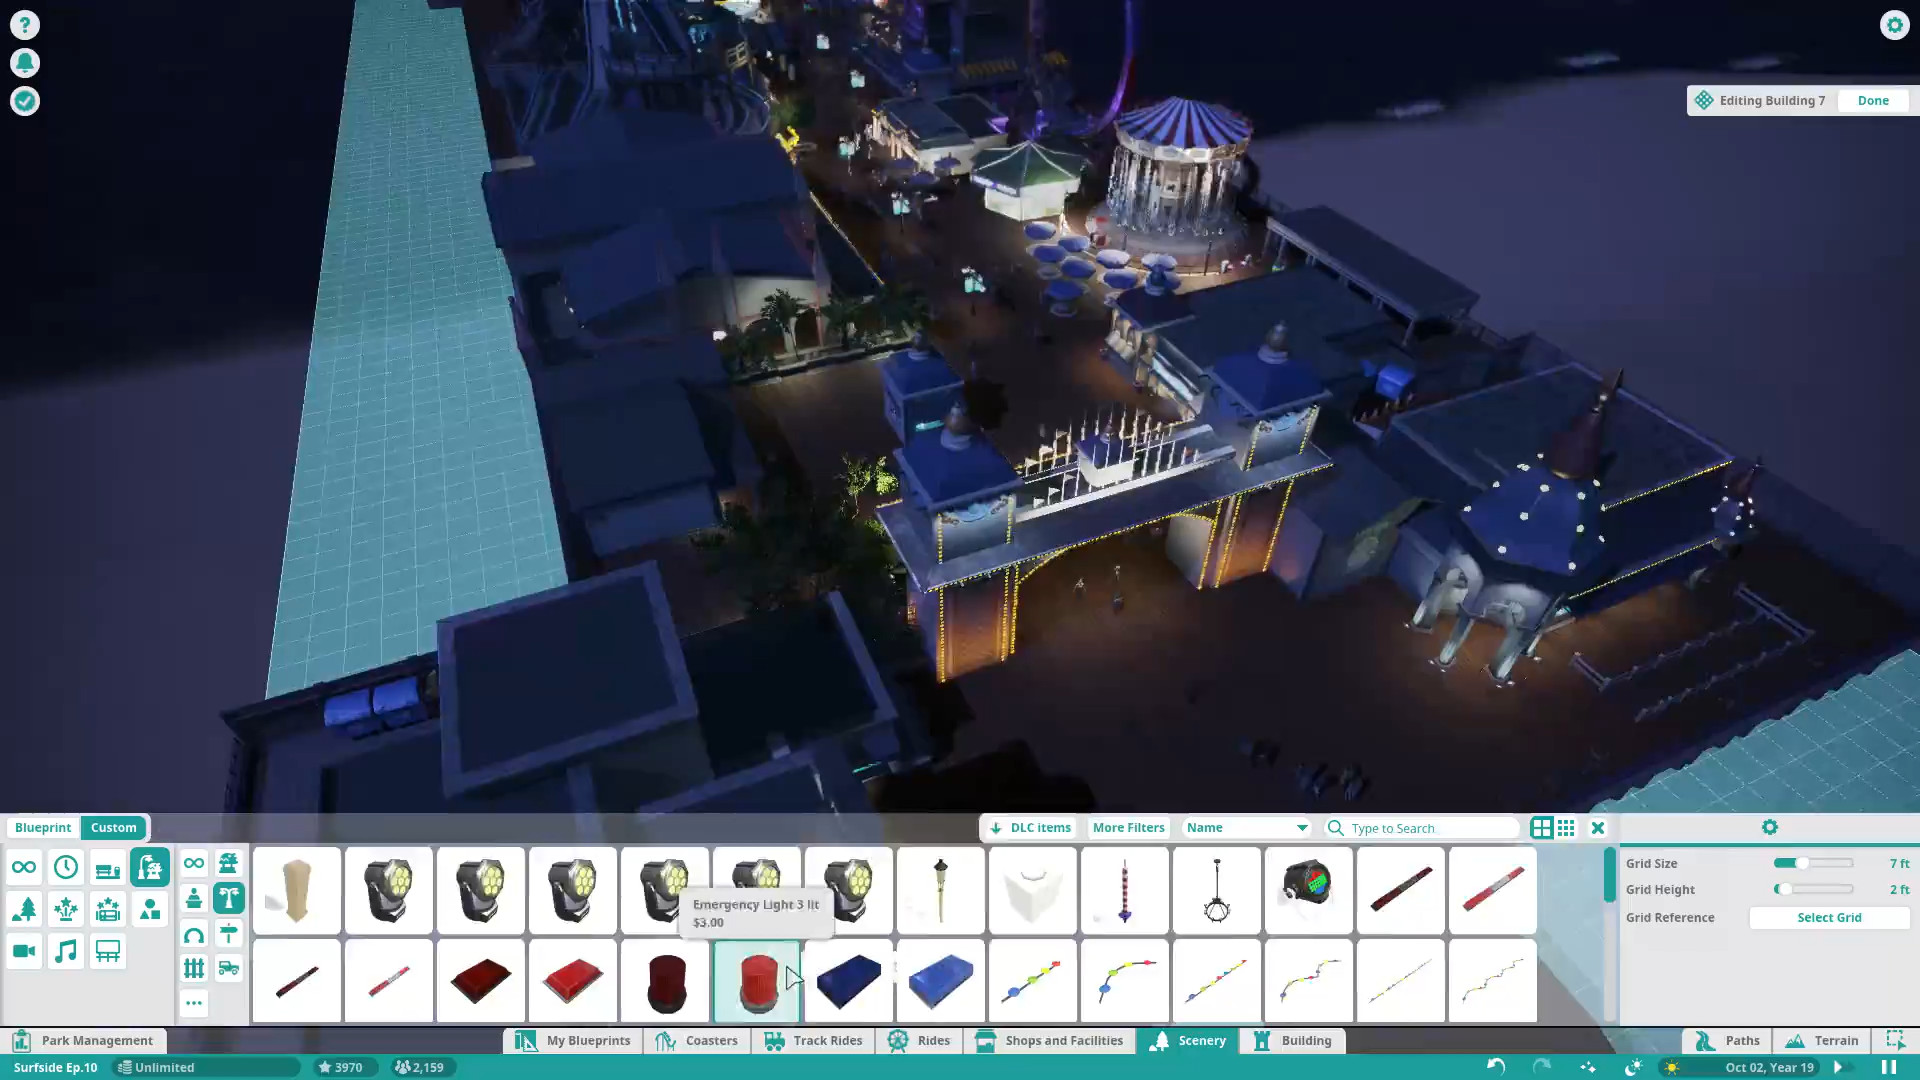 ?
Editing Building 7
Done
Blueprint
Custom
DLC items
More Filters
Name
Type to Search
Emergency Light 3 lit
$3.00
Grid Size
7 ft
Grid Height
2 ft
Grid Reference
Select Grid
Park Management
My Blueprints
Coasters
Track Rides
Rides
Shops and Facilities
Scenery
Building
Paths
Terrain
Surfside Ep.10
Unlimited
3970
2,159
Oct 02, Year 19